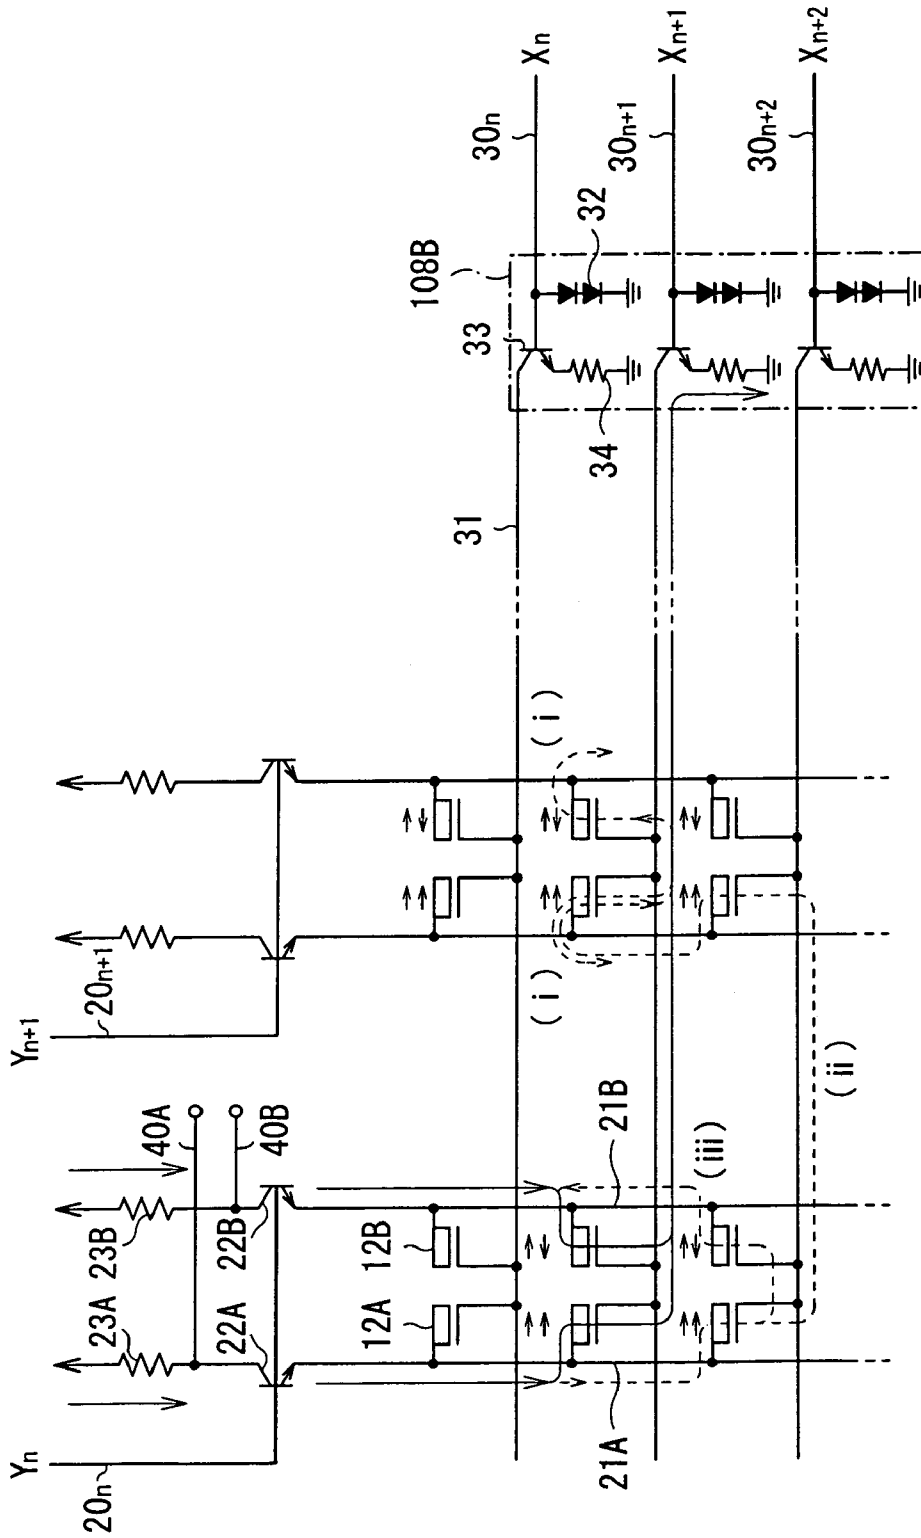 Yn
20n
Yn+1
20n+1
23A
23B
40A
40B
22A
22B
12A
12B
21A
21B
(i)
(i)
(ii)
(iii)
31
108B
33
34
32
30n
Xn
30n+1
Xn+1
30n+2
Xn+2